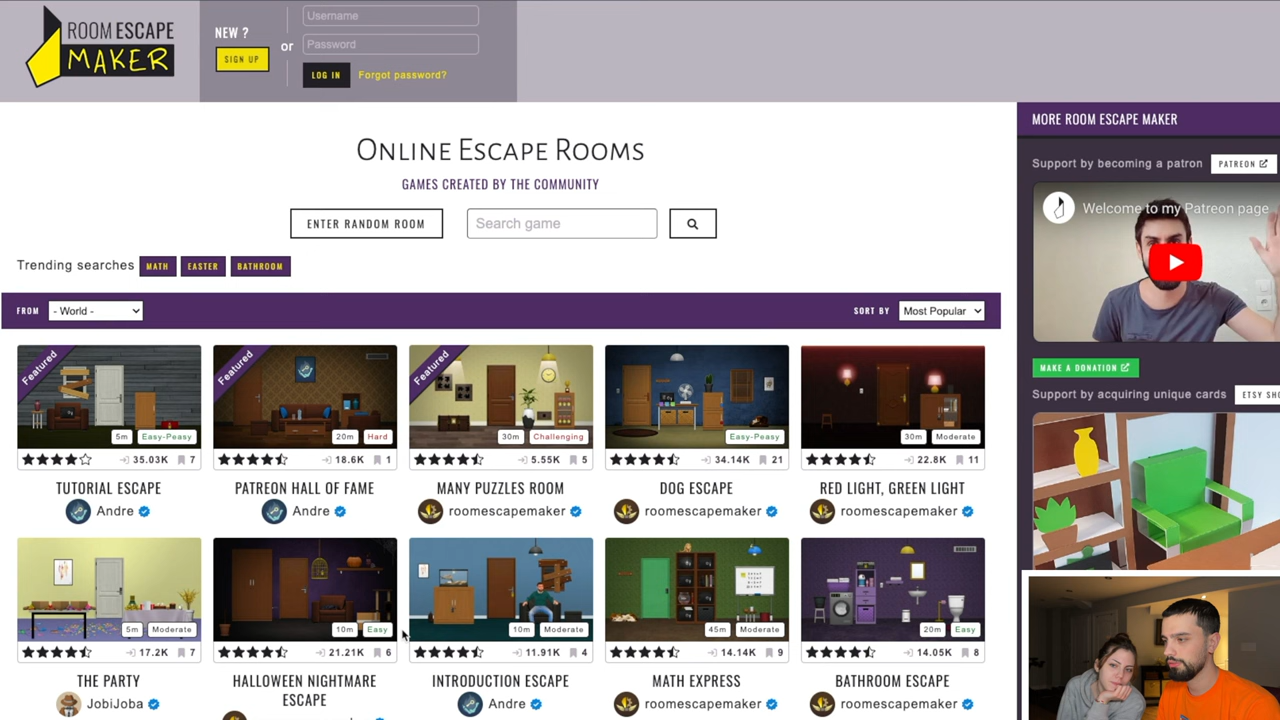 ROOM ESCAPE
MAKER
NEW ?
SIGN UP
or
Username
Password
LOG IN
Forgot password?
ONLINE ESCAPE ROOMS
GAMES CREATED BY THE COMMUNITY
ENTER RANDOM ROOM
Search game
Trending searches
MATH
EASTER
BATHROOM
FROM
- World -
SORT BY
Most Popular
Featured
5m
Easy-Peasy
35.03K
7
TUTORIAL ESCAPE
Andre
Featured
20m
Hard
18.6K
1
PATREON HALL OF FAME
Andre
Featured
30m
Challenging
5.55K
5
MANY PUZZLES ROOM
roomescapemaker
Easy-Peasy
34.14K
21
DOG ESCAPE
roomescapemaker
30m
Moderate
22.8K
11
RED LIGHT, GREEN LIGHT
roomescapemaker
5m
Moderate
17.2K
7
THE PARTY
JobiJoba
10m
Easy
21.21K
6
HALLOWEEN NIGHTMARE
ESCAPE
10m
Moderate
11.91K
4
INTRODUCTION ESCAPE
Andre
45m
Moderate
14.14K
9
MATH EXPRESS
roomescapemaker
20m
Easy
14.05K
8
BATHROOM ESCAPE
roomescapemaker
MORE ROOM ESCAPE MAKER
Support by becoming a patron
PATREON
Welcome to my Patreon page
MAKE A DONATION
Support by acquiring unique cards
ETSY SHO